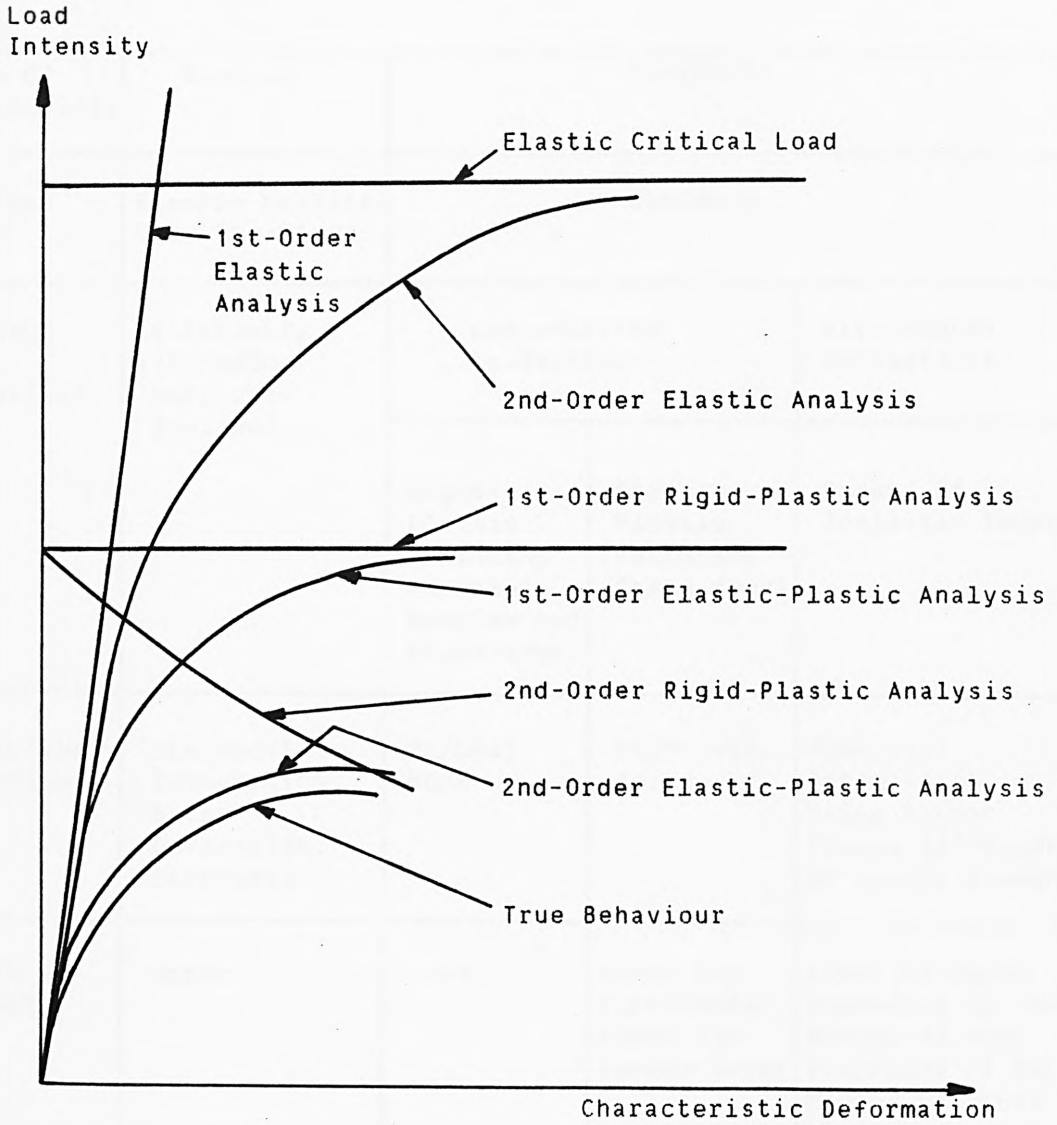 Load
Intensity
Elastic Critical Load
1st-Order
Elastic
Analysis
2nd-Order Elastic Analysis
1st-Order Rigid-Plastic Analysis
1st-Order Elastic-Plastic Analysis
2nd-Order Rigid-Plastic Analysis
2nd-Order Elastic-Plastic Analysis
True Behaviour
Characteristic Deformation